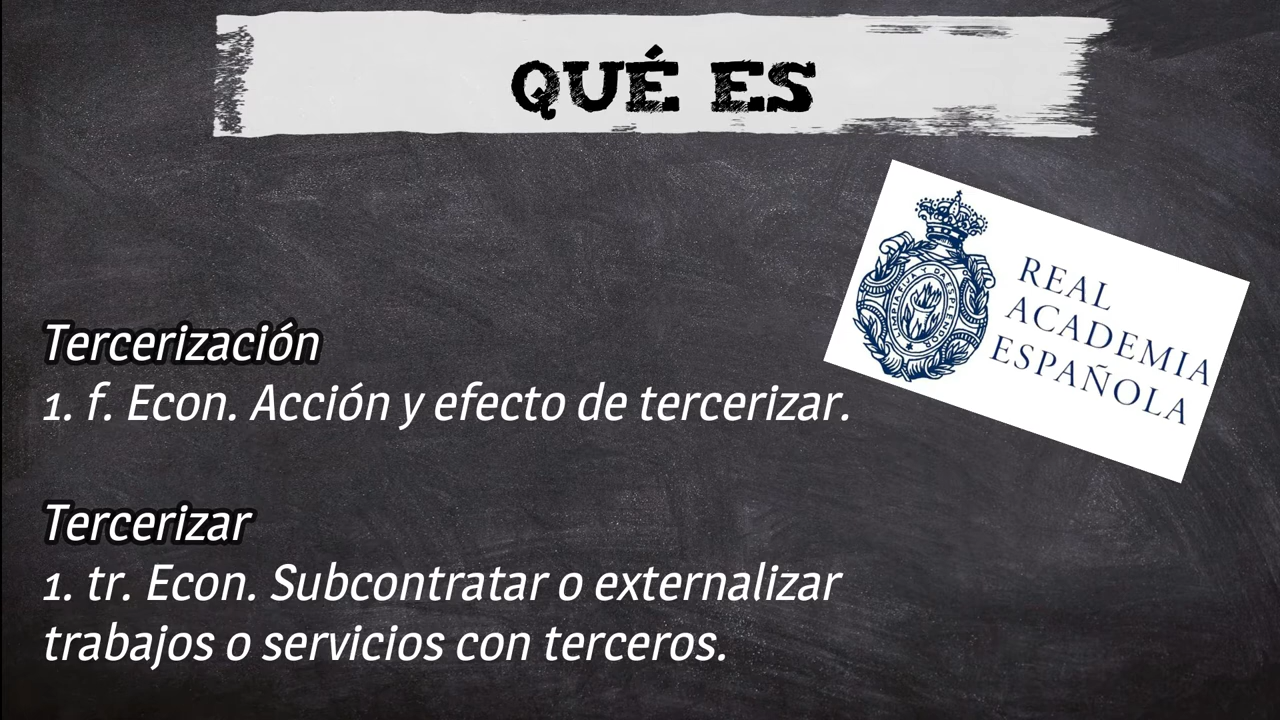 QUÉ ES
REAL
ACADEMIA
ESPAÑOLA
Tercerización
1. f. Econ. Acción y efecto de tercerizar.
Tercerizar
1. tr. Econ. Subcontratar o externalizar
trabajos o servicios con terceros.